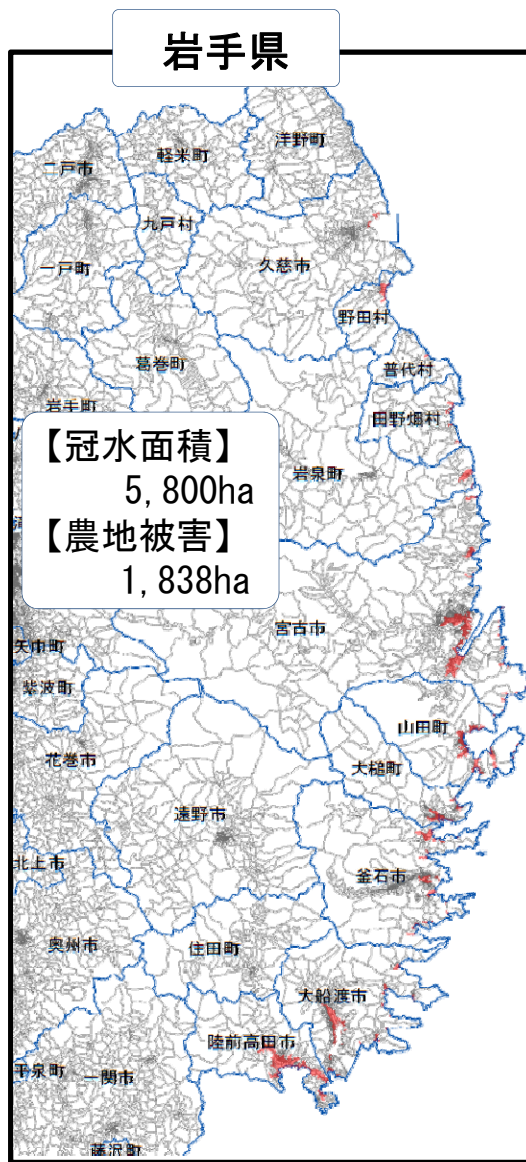 岩手県
洋野町
軽米町
二戸市
九戸村
久慈市
一戸町
野田村
葛巻町
普代村
岩手町
田野畑村
【冠水面積】
5,800ha
【農地被害】
1,838ha
岩泉町
宮古市
矢巾町
紫波町
山田町
花巻市
大槌町
遠野市
北上市
釜石市
奥州市
住田町
大船渡市
陸前高田市
平泉町
一関市
藤沢町